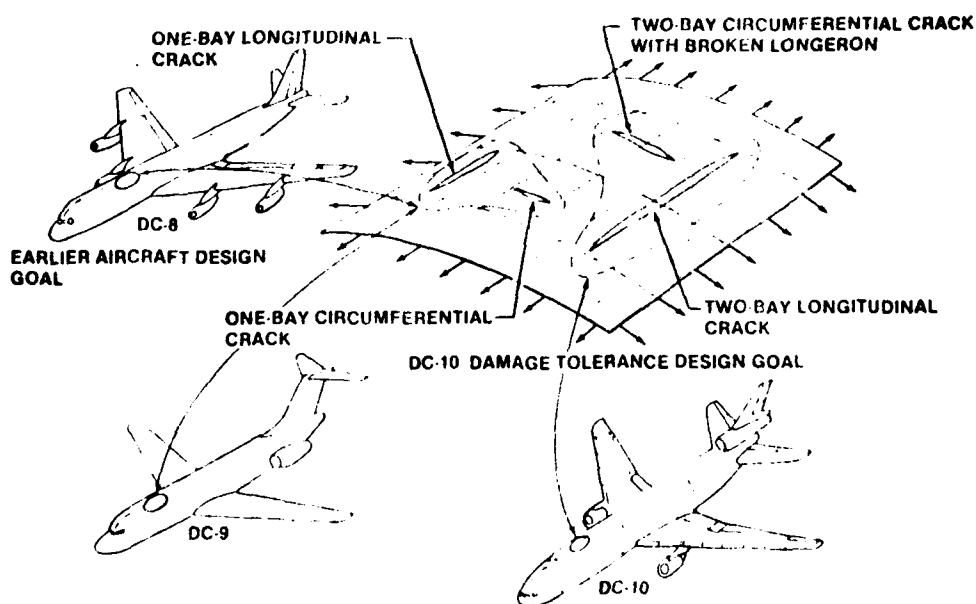 ONE-BAY LONGITUDINAL
CRACK
TWO-BAY CIRCUMFERENTIAL CRACK
WITH BROKEN LONGERON
DC-8
EARLIER AIRCRAFT DESIGN
GOAL
ONE-BAY CIRCUMFERENTIAL
CRACK
TWO-BAY LONGITUDINAL
CRACK
DC-10 DAMAGE TOLERANCE DESIGN GOAL
DC-9
DC-10